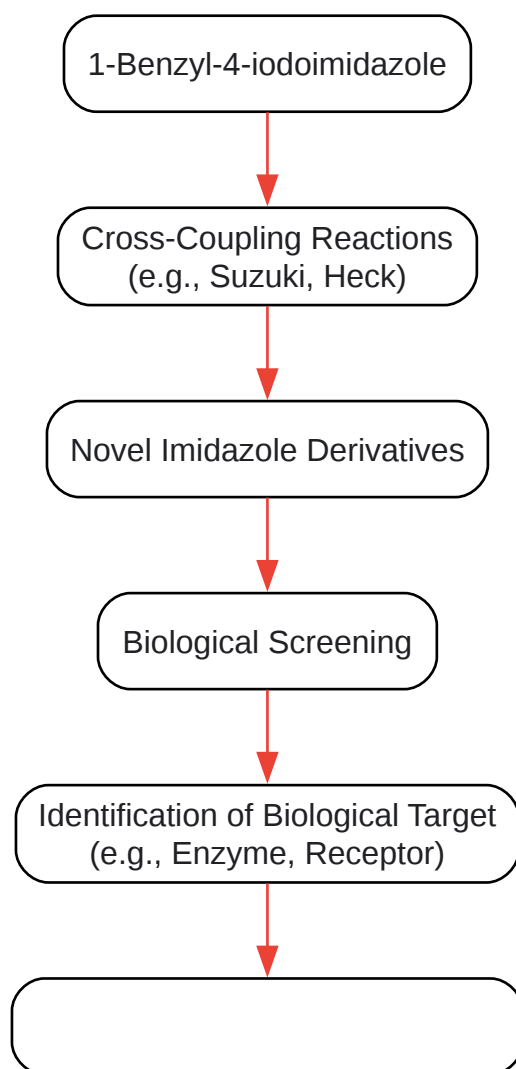 1-Benzyl-4-iodoimidazole
Cross-Coupling Reactions
(e.g., Suzuki, Heck)
Novel Imidazole Derivatives
Biological Screening
Identification of Biological Target
(e.g., Enzyme, Receptor)